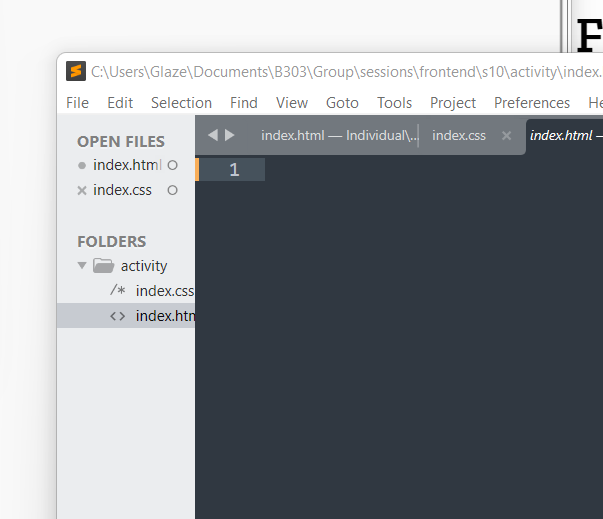 F
C:\Users\Glaze\Documents\B303\Group\sessions\frontend\s10\activity\index.
File Edit Selection Find View Goto Tools Project Preferences He
OPEN FILES
index.html
index.css
FOLDERS
activity
/* index.css
<> index.htm
index.html — Individual\... index.css index.html –
1